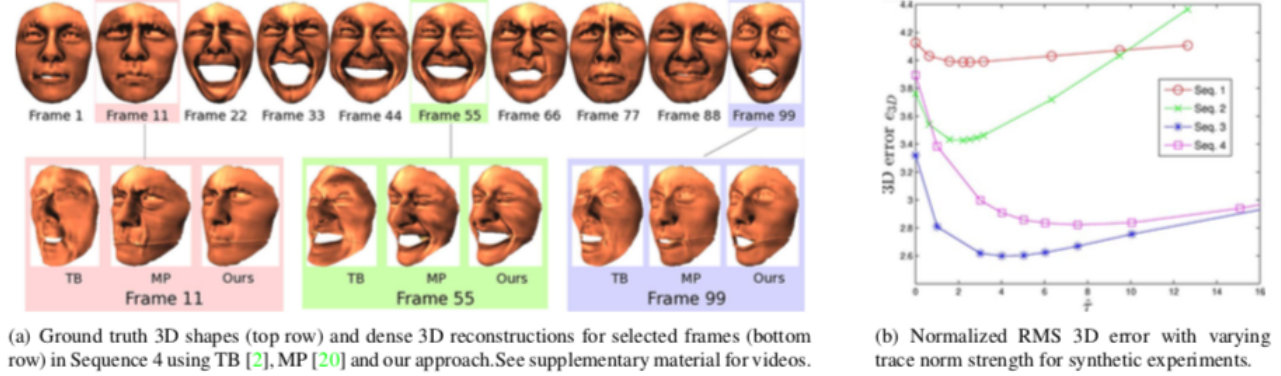 Frame 1 Frame 11 Frame 22 Frame 33 Frame 44 Frame 55 Frame 66 Frame 77 Frame 88 Frame 99
TB MP Ours
Frame 11
TB MP Ours
Frame 55
TB MP Ours
Frame 99
(a) Ground truth 3D shapes (top row) and dense 3D reconstructions for selected frames (bottom
row) in Sequence 4 using TB [2], MP [20] and our approach.See supplementary material for videos.
3D error e3D
4.4
4.2
4
3.8
3.6
3.4
3.2
3
2.8
2.6
0 2 4 6 8 10 12 14 16
τ̂
Seq. 1
Seq. 2
Seq. 3
Seq. 4
(b) Normalized RMS 3D error with varying
trace norm strength for synthetic experiments.